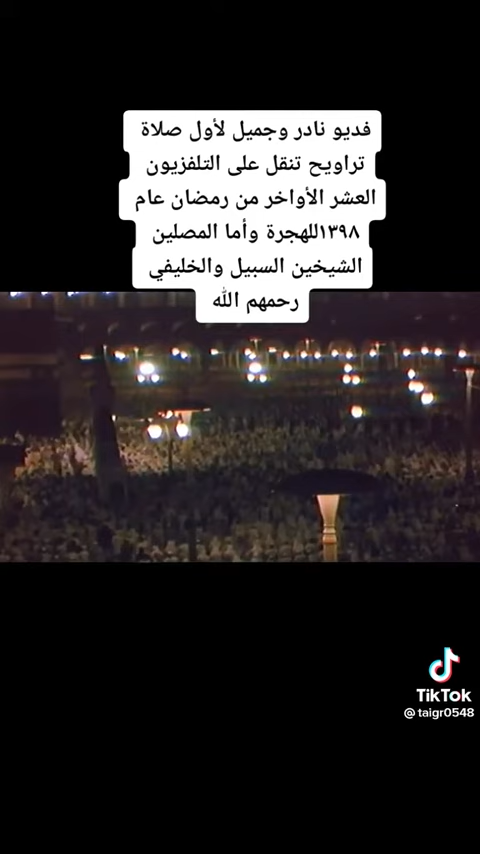 فديو نادر وجميل لأول صلاة
تراويح تنقل على التلفزيون
العشر الأواخر من رمضان عام
١٣٩٨للهجرة وأما المصلين
الشيخين السبيل والخليفي
رحمهم الله
TikTok
@taigr0548